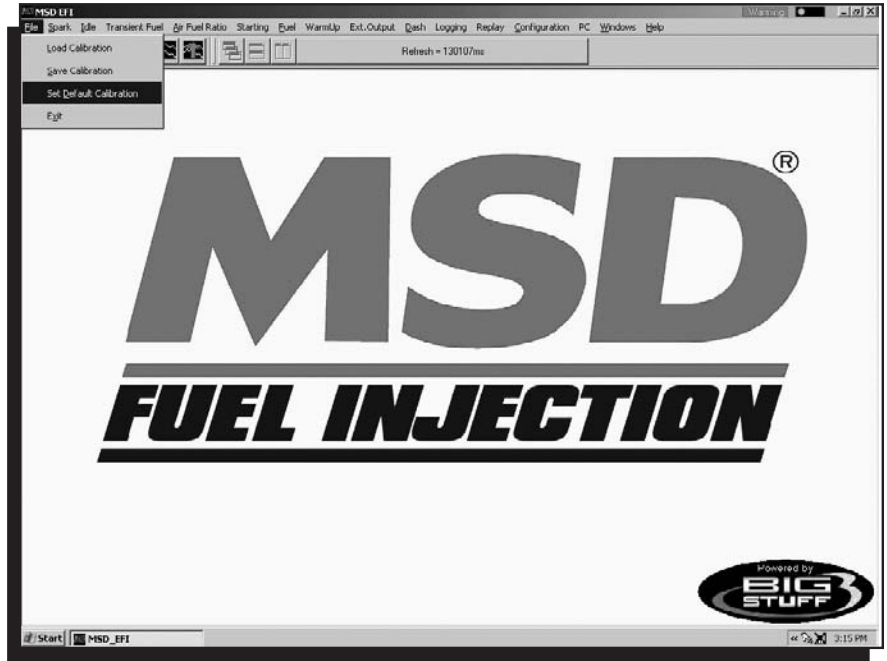 MSD EFI
Warning
File Spark Idle Transient Fuel Air Fuel Ratio Starting Fuel WarmUp Ext.Output Dash Logging Replay Configuration PC Windows Help
Load Calibration
Refresh = 130107ms
Save Calibration
Set Default Calibration
Exit
MSD®
FUEL INJECTION
Powered by
BIG
STUFF 3
Start MSD_EFI
3:15 PM